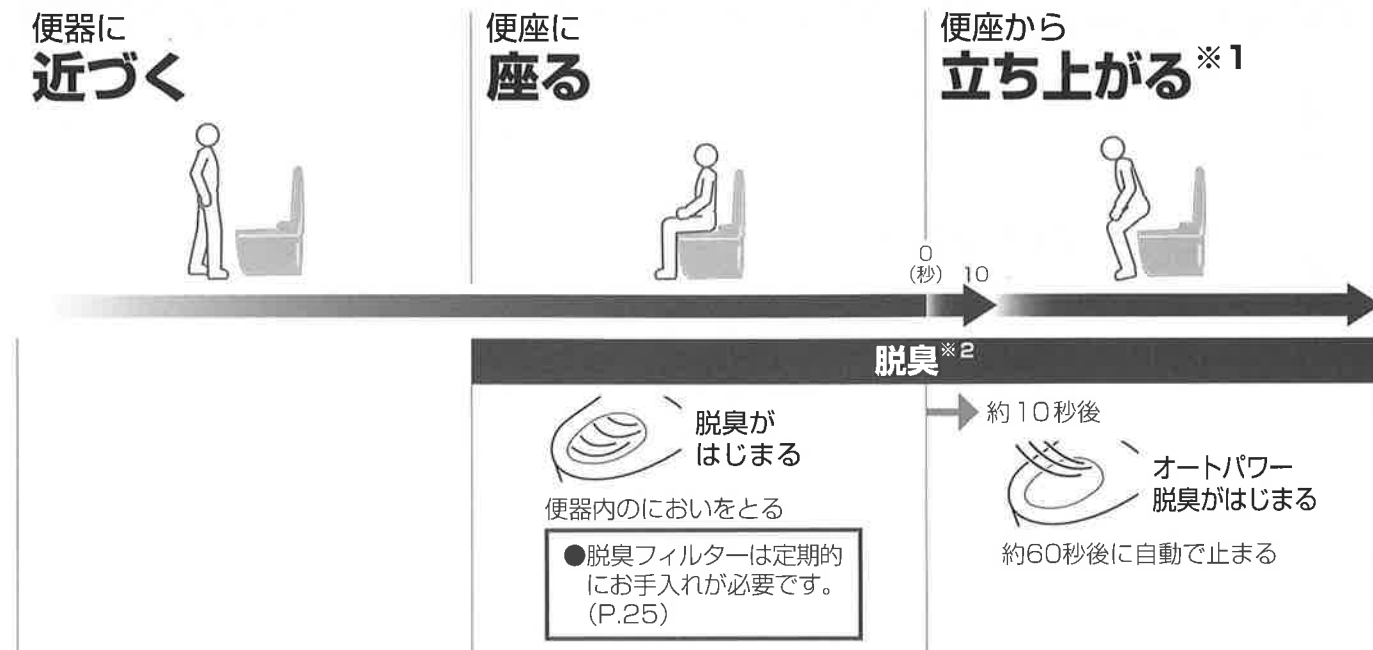 便器に
近づく
便座に
座る
便座から
立ち上がる※1
0
(秒)
10
脱臭※2
脱臭が
はじまる
便器内のにおいをとる
●脱臭フィルターは定期的
にお手入れが必要です。
(P.25)
約10秒後
オートパワー
脱臭がはじまる
約60秒後に自動で止まる